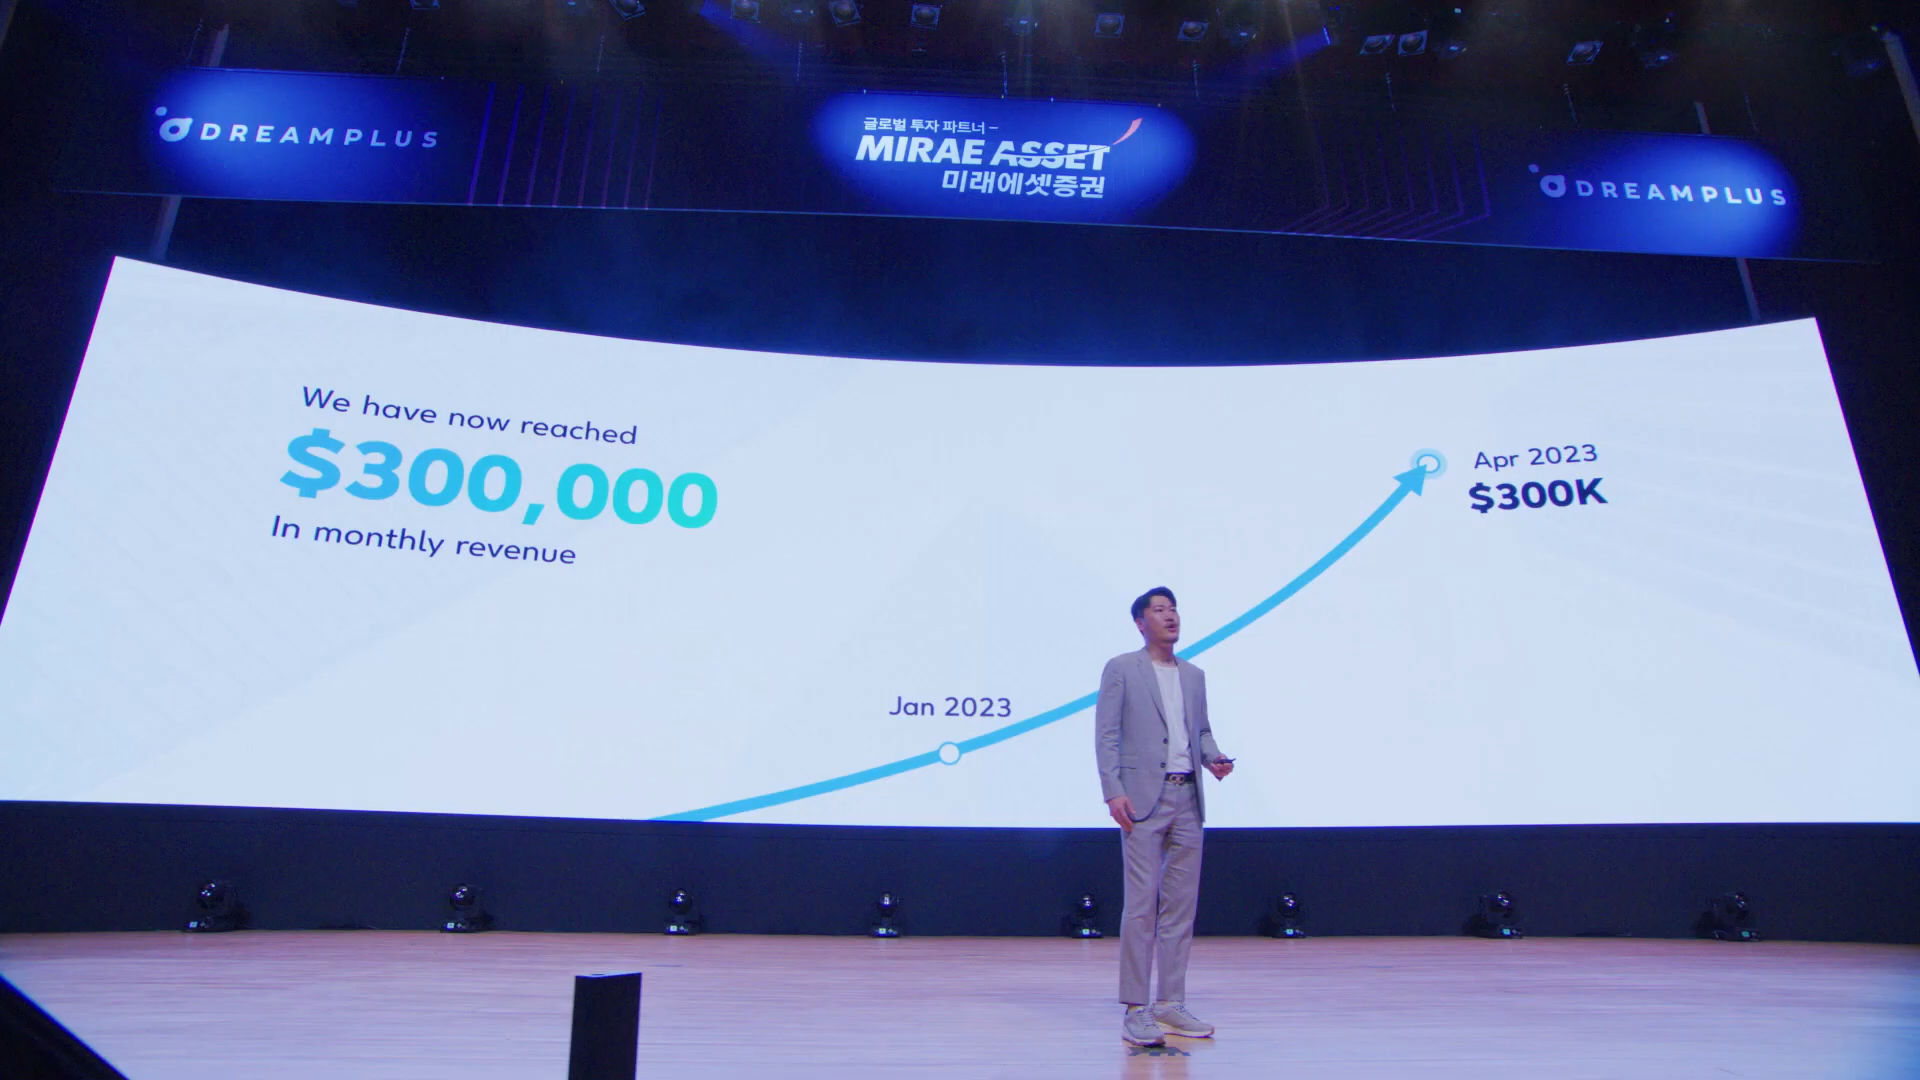 DREAMPLUS
글로벌 투자 파트너 –
MIRAE ASSET
미래에셋증권
DREAMPLUS
We have now reached
$300,000
In monthly revenue
Apr 2023
$300K
Jan 2023